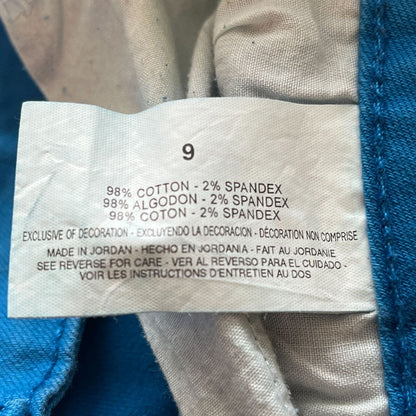 9
98% COTTON - 2% SPANDEX
98% ALGODON - 2% SPANDEX
98% COTON - 2% SPANDEX
EXCLUSIVE OF DECORATION - EXCLUYENDO LA DECORACION - DÉCORATION NON COMPRISE
MADE IN JORDAN - HECHO EN JORDANIA - FAIT AU JORDANIE
SEE REVERSE FOR CARE - VER AL REVERSO PARA EL CUIDADO -
VOIR LES INSTRUCTIONS D'ENTRETIEN AU DOS